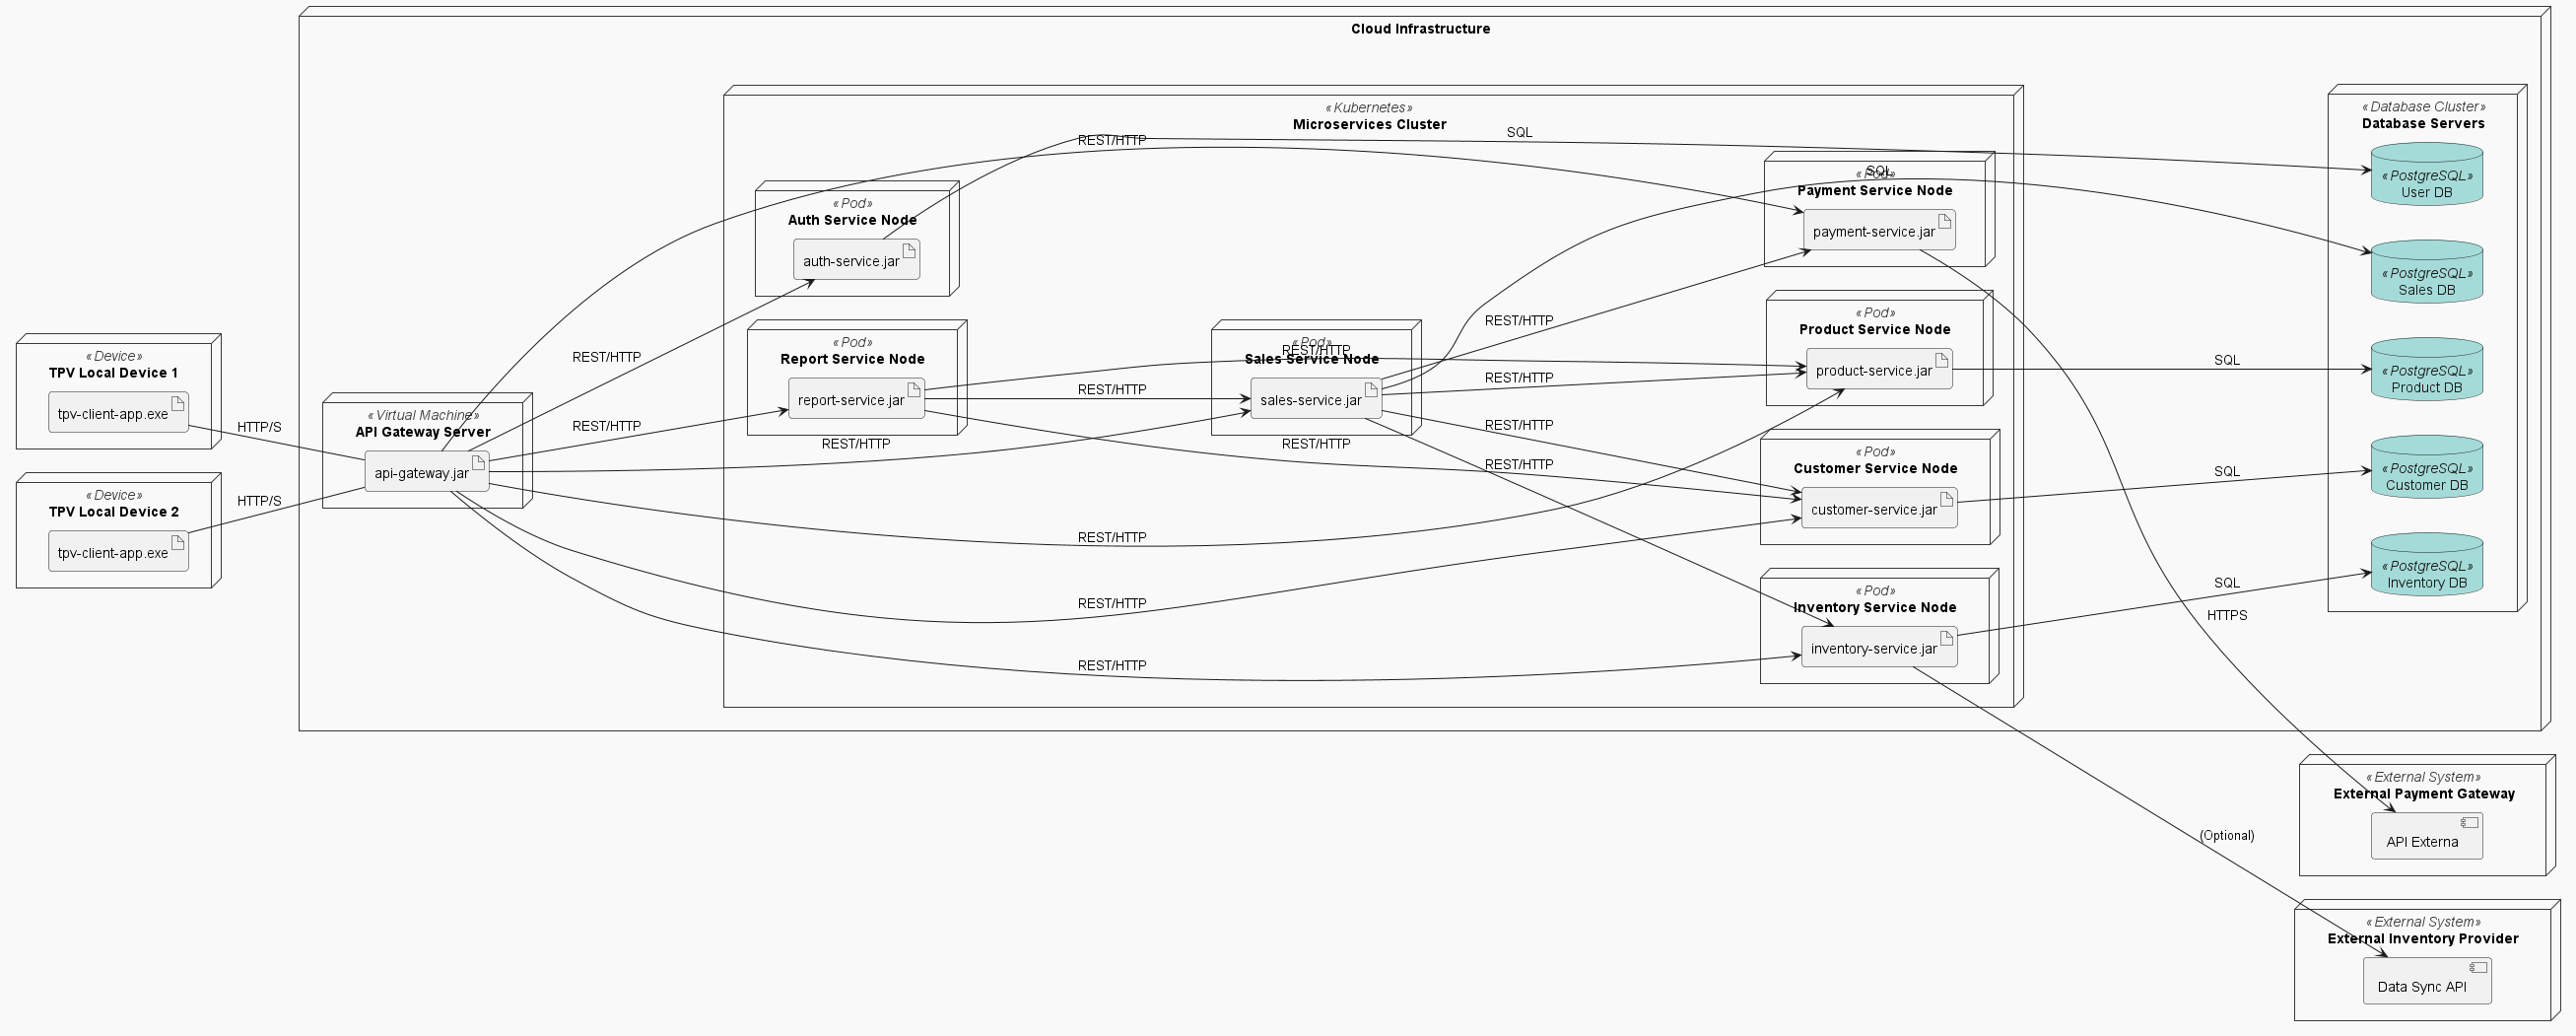 Cloud Infrastructure
«Kubernetes»
Microservices Cluster
«Database Cluster»
Database Servers
REST/HTTP
SQL
«PostgreSQL»
User DB
«Pod»
Payment Service Node
payment-service.jar
SQL
«Pod»
Auth Service Node
auth-service.jar
«PostgreSQL»
Sales DB
«Device»
TPV Local Device 1
tpv-client-app.exe
HTTP/S
«Device»
TPV Local Device 2
tpv-client-app.exe
HTTP/S
«Virtual Machine»
API Gateway Server
api-gateway.jar
REST/HTTP
REST/HTTP
«Pod»
Report Service Node
report-service.jar
REST/HTTP
REST/HTTP
«Pod»
Sales Service Node
REST/HTTP
sales-service.jar
REST/HTTP
REST/HTTP
REST/HTTP
REST/HTTP
REST/HTTP
«Pod»
Product Service Node
product-service.jar
SQL
«PostgreSQL»
Product DB
«Pod»
Customer Service Node
customer-service.jar
SQL
«PostgreSQL»
Customer DB
REST/HTTP
REST/HTTP
REST/HTTP
«Pod»
Inventory Service Node
inventory-service.jar
SQL
«PostgreSQL»
Inventory DB
HTTPS
REST/HTTP
«External System»
External Payment Gateway
API Externa
(Optional)
«External System»
External Inventory Provider
Data Sync API